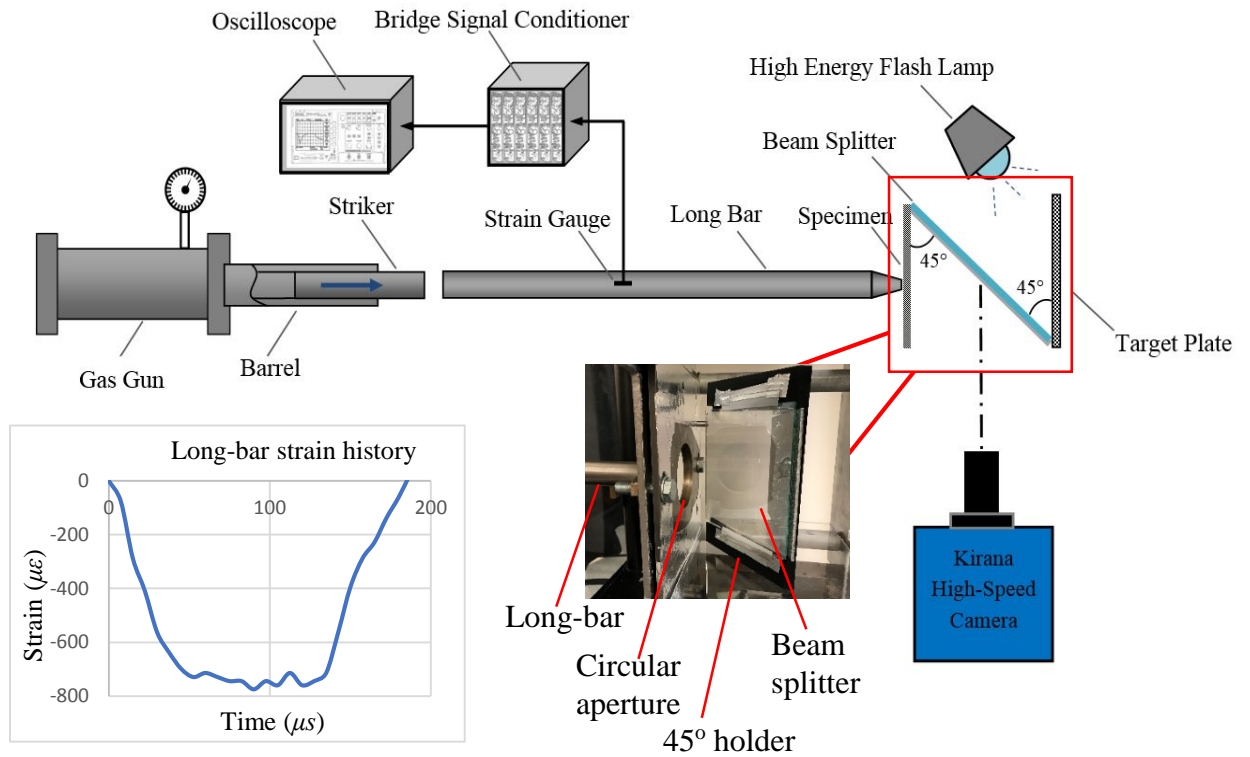 Oscilloscope
Bridge Signal Conditioner
High Energy Flash Lamp
Beam Splitter
Striker
Strain Gauge
Long Bar
Specimen
45°
45°
Target Plate
Barrel
Gas Gun
Long-bar strain history
0
0
100
200
-200
-400
-600
-800
Strain (με)
Time (μs)
Long-bar
Circular
aperture
45° holder
Beam
splitter
Kirana
High-Speed
Camera